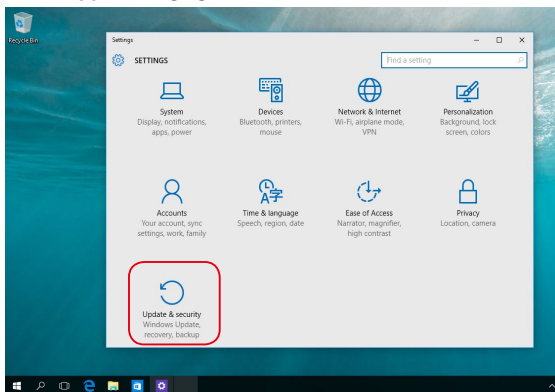 Recycle Bin
Settings
SETTINGS
Find a setting
System
Display, notifications,
apps, power
Devices
Bluetooth, printers,
mouse
Network & Internet
Wi-Fi, airplane mode,
VPN
Personalization
Background, lock
screen, colors
Accounts
Your account, sync
settings, work, family
Time & language
Speech, region, date
Ease of Access
Narrator, magnifier,
high contrast
Privacy
Location, camera
Update & security
Windows Update,
recovery, backup